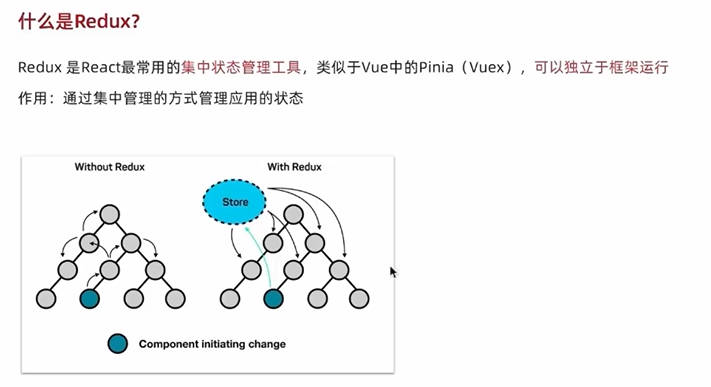 什么是Redux?
Redux 是React最常用的集中状态管理工具，类似于Vue中的Pinia（Vuex），可以独立于框架运行
作用：通过集中管理的方式管理应用的状态
Without Redux
With Redux
Store
Component initiating change